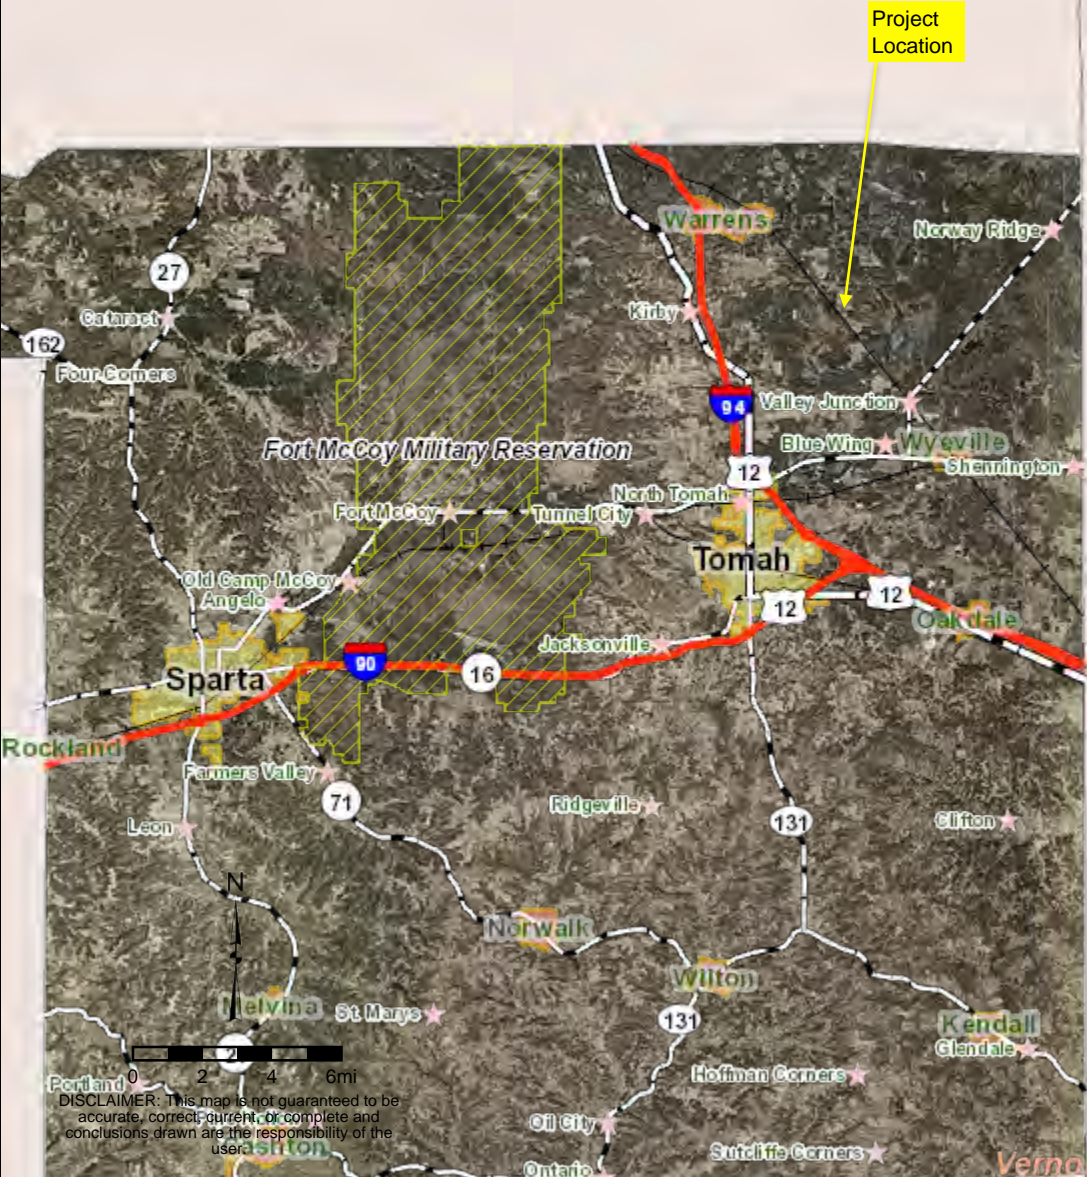 Project
Location
Warrens
Norway Ridge
27
Cataract
Kirby
162
Four Corners
94
Valley Junction
Fort McCoy Military Reservation
Blue Wing
Wyeville
Shennington
12
North Tomah
Fort McCoy
Tunnel City
Tomah
Old Camp McCoy
Angelo
12
12
Oakdale
Jacksonville
90
16
Sparta
Rockland
Farmers Valley
71
Ridgeville
131
Clifton
Leon
N
Norwalk
Wilton
Melvina
St. Marys
131
Kendall
Glendale
0 2 4 6mi
Portland
Hoffman Corners
DISCLAIMER: This map is not guaranteed to be
accurate, correct, current, or complete and
conclusions drawn are the responsibility of the
user.
Oil City
Sutcliffe Corners
Ontario
Verno